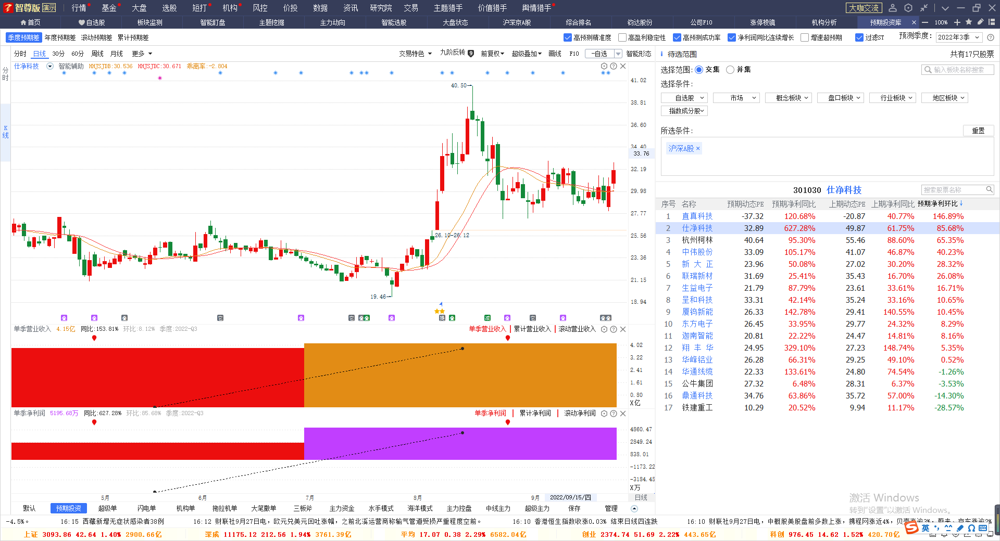 智尊版 演示 行情 基金 大盘 选股 短打 机构 风控 价投 数据 资讯 研究院 交易 主题猎手 价值猎手 舆情猎手 大咖交流
首页 自选股 板块监测 智能盯盘 主题挖掘 主力动向 智能选股 大盘状态 沪深京A股 综合排名 钧达股份 公司F10 涨停棱镜 机构分析 预期投资库 × 100%
季度预期差 年度预期差 滚动预期差 累计预期差 高预测精准度 高盈利稳定性 高预测成功率 净利润同比连续增长 增速超预期 过滤ST 预测季度: 2022年3季
分时 日线 30分 60分 周线 月线 更多 交易特色 九阶反转 9 前复权 超级叠加 画线 F10 -自选 智能形态
仕净科技 智能辅助 HHJSJDB:30.536 HHJSJDC:30.671 乖离率:-2.804
分时
K线
41.02
40.50
38.81
36.60
34.40
33.76
32.19
29.98
27.77
26.10-26.12
25.56
23.36
21.15
19.46
18.94
单季营业收入 4.15亿 同比:153.81% 环比:8.12% 季度:2022-Q3 单季营业收入 累计营业收入 滚动营业收入
4.02
3.22
2.41
1.61
0.80
X亿
单季净利润 5195.68万 同比:627.28% 环比:85.68% 季度:2022-Q3 单季净利润 累计净利润 滚动净利润
4860.47
2849.24
838.01
-1173.22
-3184.45
X万
5月 6月 7月 8月 9月 2022/09/15/四 日线
默认 预期投资 超级单 闪电单 机构单 拖拉机单 大笔撤单 三板斧 主力资金 水手模式 海洋模式 主力控盘 中线主力 超级主力 保存 管理
待选范围 共有17只股票
选择范围: 交集 并集 输入板块名称搜索
选择条件:
自选股 市场 概念板块 盘口板块 行业板块 地区板块
指数成分股
所选条件: 重置
沪深A股 ×
301030 仕净科技 搜索股票名称
序号 名称 预期动态PE 预期净利同比 上期动态PE 上期净利同比 预期净利环比↓
1 直真科技 -37.32 120.68% -20.87 40.77% 146.89%
2 仕净科技 32.89 627.28% 49.87 61.75% 85.68%
3 杭州柯林 40.64 95.30% 55.46 88.60% 65.35%
4 中伟股份 33.09 105.17% 41.07 46.87% 40.23%
5 新 大 正 23.96 50.08% 27.02 30.20% 28.32%
6 联瑞新材 31.69 25.41% 35.43 16.70% 26.08%
7 生益电子 21.79 87.79% 23.61 33.61% 16.71%
8 呈和科技 33.31 42.14% 35.24 33.16% 10.65%
9 厦钨新能 26.33 142.78% 29.41 140.55% 10.45%
10 东方电子 26.45 33.95% 29.77 24.32% 8.29%
11 迦南智能 20.81 22.22% 24.47 14.81% 8.16%
12 翔 丰 华 24.95 329.10% 27.23 148.74% 5.35%
13 华峰铝业 26.28 66.31% 29.25 49.10% 0.52%
14 华通线缆 22.33 133.61% 24.80 74.54% -1.26%
15 公牛集团 27.32 6.48% 28.31 6.37% -3.53%
16 鼎通科技 34.76 63.86% 35.72 57.00% -14.30%
17 铁建重工 10.29 20.52% 9.94 11.17% -28.57%
激活 Windows
转到“设置”以激活 Windows。
-4.5%。 16:15 西藏新增无症状感染者38例 16:12 财联社9月27日电，欧元兑美元回吐涨幅，之前北溪运营商称输气管道受损严重程度空前。 16:10 香港恒生指数收涨0.03% 结束日线四连跌 16:10 财联社9月27日电，中概股美股盘前多数上涨，携程网涨近4%，
上证 3093.86 42.64 1.40% 2900.66亿 深成 11175.12 212.56 1.94% 3761.39亿 平均 17.07 0.38 2.29% 6582.04亿 创业 2374.74 51.69 2.22% 443.65亿 科创 976.45 14.62 1.52% 420.70亿
英